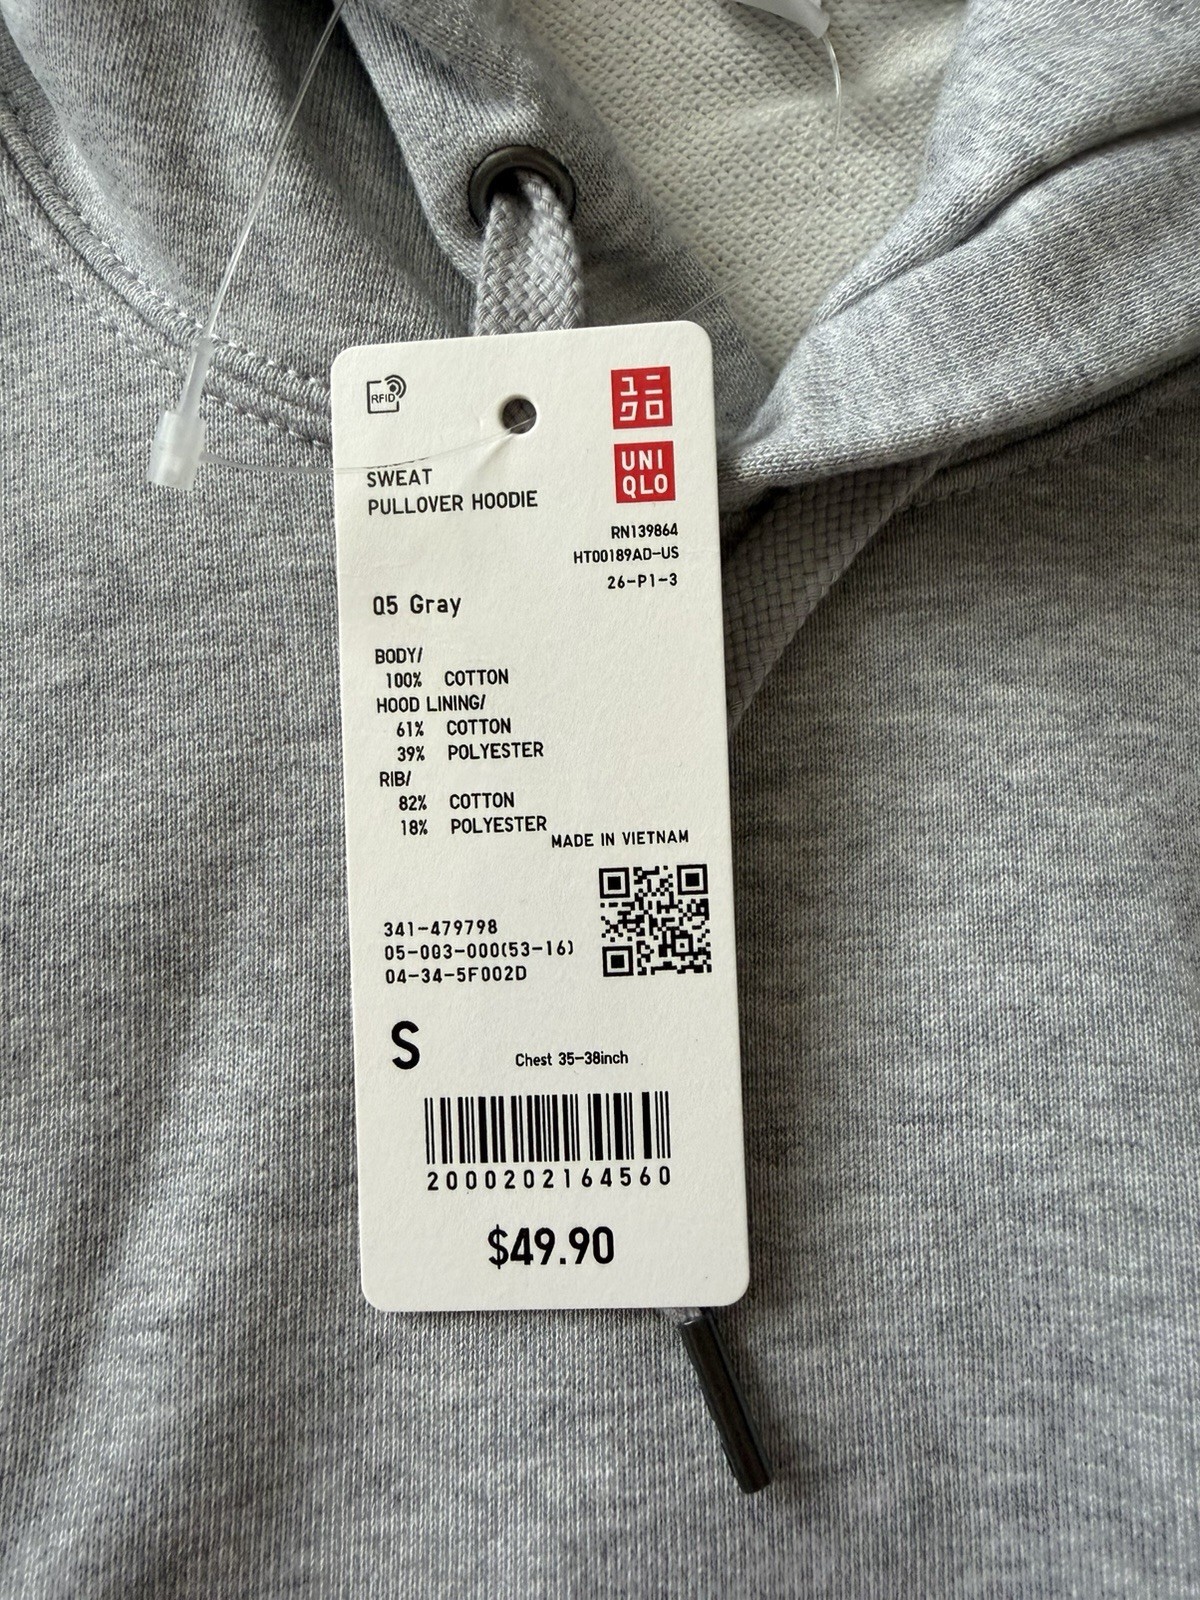 RFID
ユニ
クロ
UNI
QLO
SWEAT
PULLOVER HOODIE
RN139864
HT00189AD-US
26-P1-3
05 Gray
BODY/
100% COTTON
HOOD LINING/
61% COTTON
39% POLYESTER
RIB/
82% COTTON
18% POLYESTER
MADE IN VIETNAM
341-479798
05-003-000(53-16)
04-34-5F002D
S
Chest 35-38inch
2000202164560
$49.90